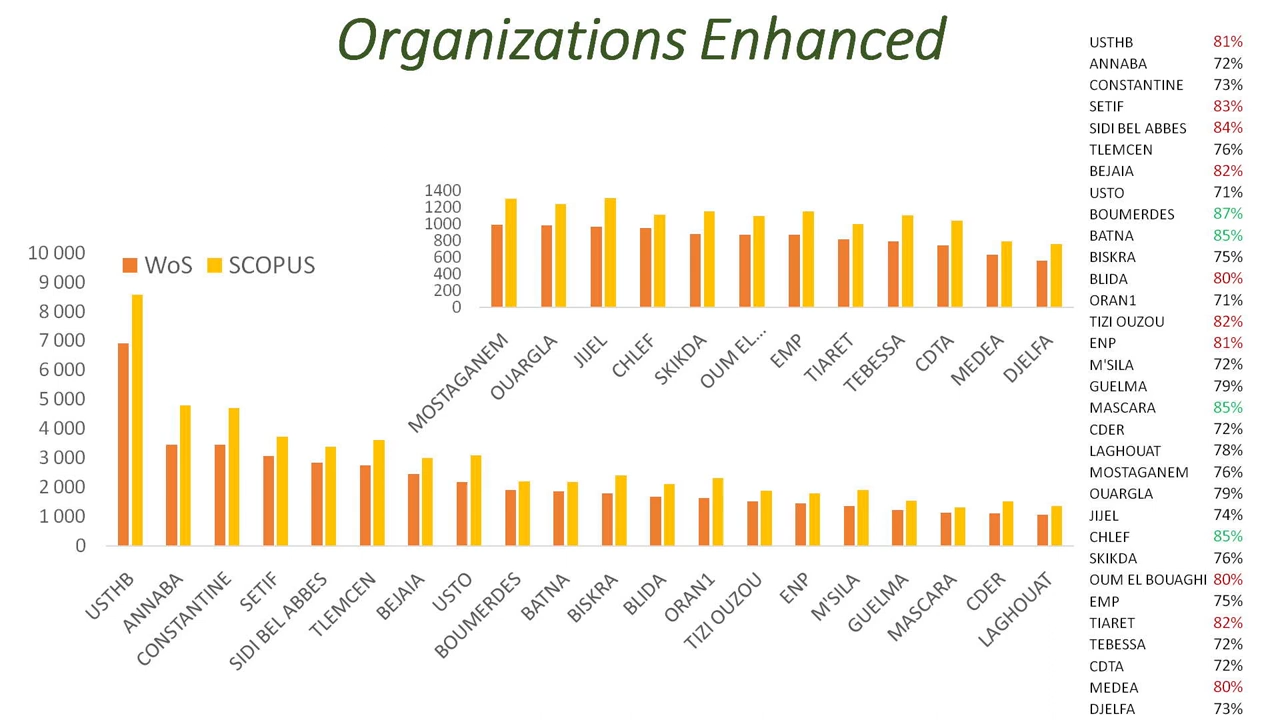 Organizations Enhanced
1400
1200
1000
800
600
400
200
0
MOSTAGANEM
OUARGLA
JIJEL
CHLEF
SKIKDA
OUM EL…
EMP
TIARET
TEBESSA
CDTA
MEDEA
DJELFA
WoS SCOPUS
10 000
9 000
8 000
7 000
6 000
5 000
4 000
3 000
2 000
1 000
0
USTHB
ANNABA
CONSTANTINE
SETIF
SIDI BEL ABBES
TLEMCEN
BEJAIA
USTO
BOUMERDES
BATNA
BISKRA
BLIDA
ORAN1
TIZI OUZOU
ENP
M'SILA
GUELMA
MASCARA
CDER
LAGHOUAT
USTHB 81%
ANNABA 72%
CONSTANTINE 73%
SETIF 83%
SIDI BEL ABBES 84%
TLEMCEN 76%
BEJAIA 82%
USTO 71%
BOUMERDES 87%
BATNA 85%
BISKRA 75%
BLIDA 80%
ORAN1 71%
TIZI OUZOU 82%
ENP 81%
M'SILA 72%
GUELMA 79%
MASCARA 85%
CDER 72%
LAGHOUAT 78%
MOSTAGANEM 76%
OUARGLA 79%
JIJEL 74%
CHLEF 85%
SKIKDA 76%
OUM EL BOUAGHI 80%
EMP 75%
TIARET 82%
TEBESSA 72%
CDTA 72%
MEDEA 80%
DJELFA 73%